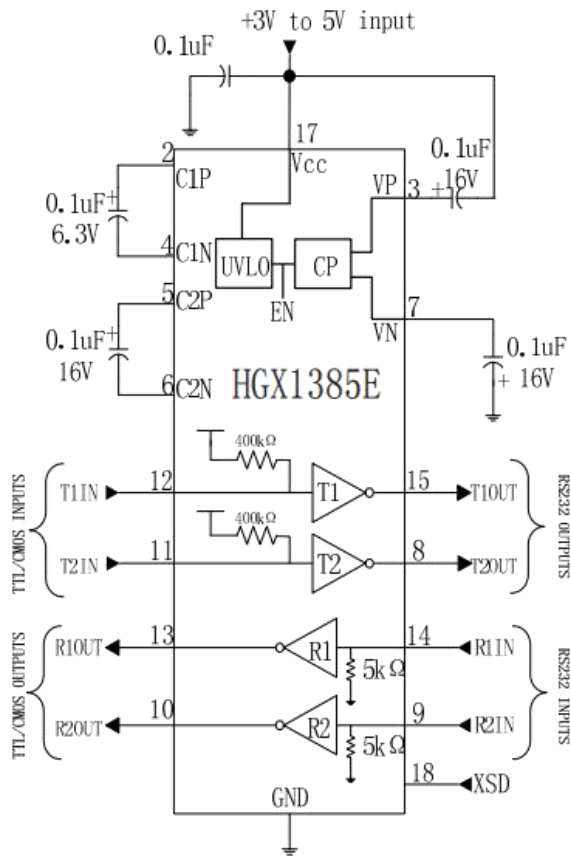 +3V to 5V input
0.1uF
17
Vcc
2
C1P
0.1uF
+
6.3V
4
C1N
VP
3
0.1uF
+ 16V
UVLO
CP
EN
5
C2P
0.1uF
+
16V
6
C2N
7
VN
0.1uF
+ 16V
HGX1385E
TTL/CMOS INPUTS
T1IN
12
400kΩ
T1
15
T1OUT
T2IN
11
400kΩ
T2
8
T2OUT
RS232 OUTPUTS
TTL/CMOS OUTPUTS
R1OUT
13
R1
14
R1IN
5kΩ
R2OUT
10
R2
9
R2IN
5kΩ
RS232 INPUTS
18
XSD
GND